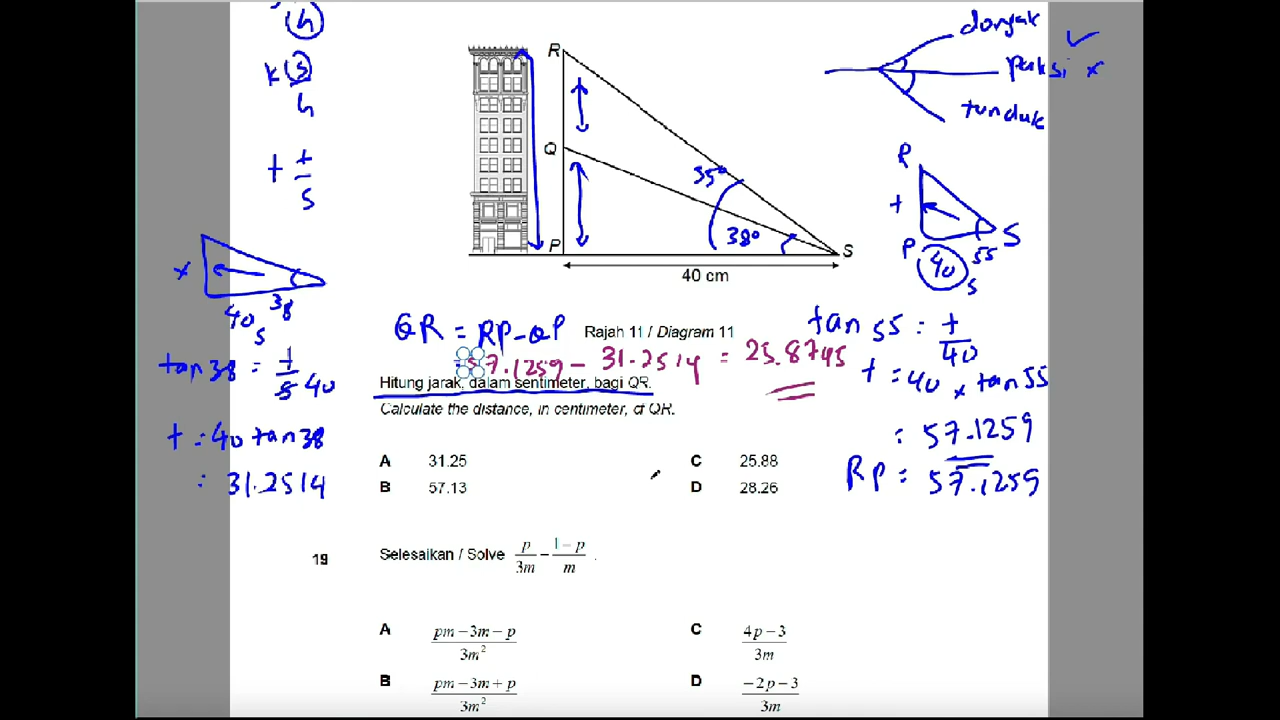 h
k s
h
t t
s
x
40 38
s
tan 38 = t
5 40
t = 40 tan 38
= 31.2514
R
Q
P
S
35°
38°
40 cm
dongak ✓
paksi x
tunduk
R
t
P
S
40 55
s
QR = RP - QP
Rajah 11 / Diagram 11
= 57.1259 - 31.2514 = 25.8745
tan 55 = t
40
t = 40 x tan 55
= 57.1259
RP = 57.1259
Hitung jarak, dalam sentimeter, bagi QR.
Calculate the distance, in centimeter, of QR.
A 31.25 C 25.88
B 57.13 D 28.26
19 Selesaikan / Solve p/3m − 1−p/m .
A pm − 3m − p / 3m² C 4p − 3 / 3m
B pm − 3m + p / 3m² D −2p − 3 / 3m